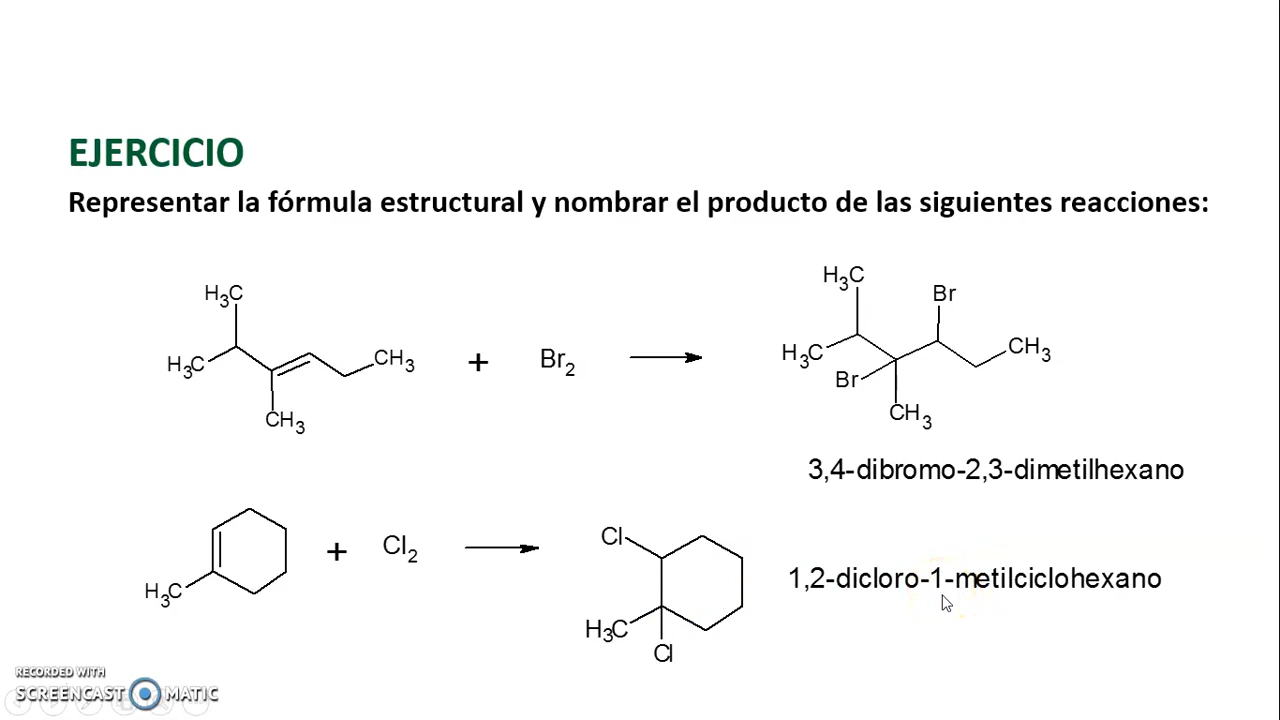 EJERCICIO
Representar la fórmula estructural y nombrar el producto de las siguientes reacciones:
H3C
H3C
CH3
CH3
+
Br2
H3C
Br
H3C
CH3
Br
CH3
3,4-dibromo-2,3-dimetilhexano
H3C
+
Cl2
Cl
H3C
Cl
1,2-dicloro-1-metilciclohexano
RECORDED WITH
SCREENCAST MATIC